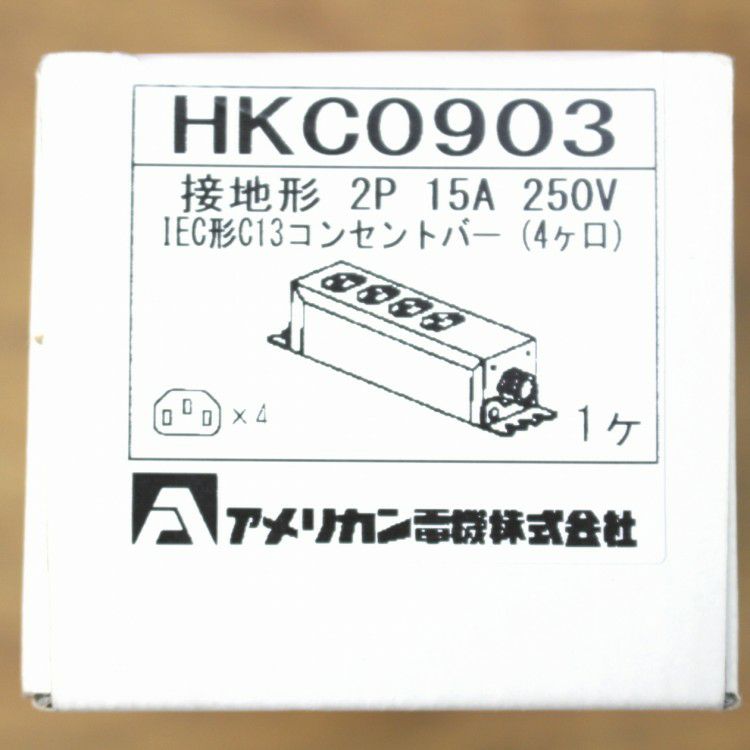 HKC0903
接地形 2P 15A 250V
IEC形C13コンセントバー (4ヶ口)
×4
1ヶ
アメリカン電機株式会社